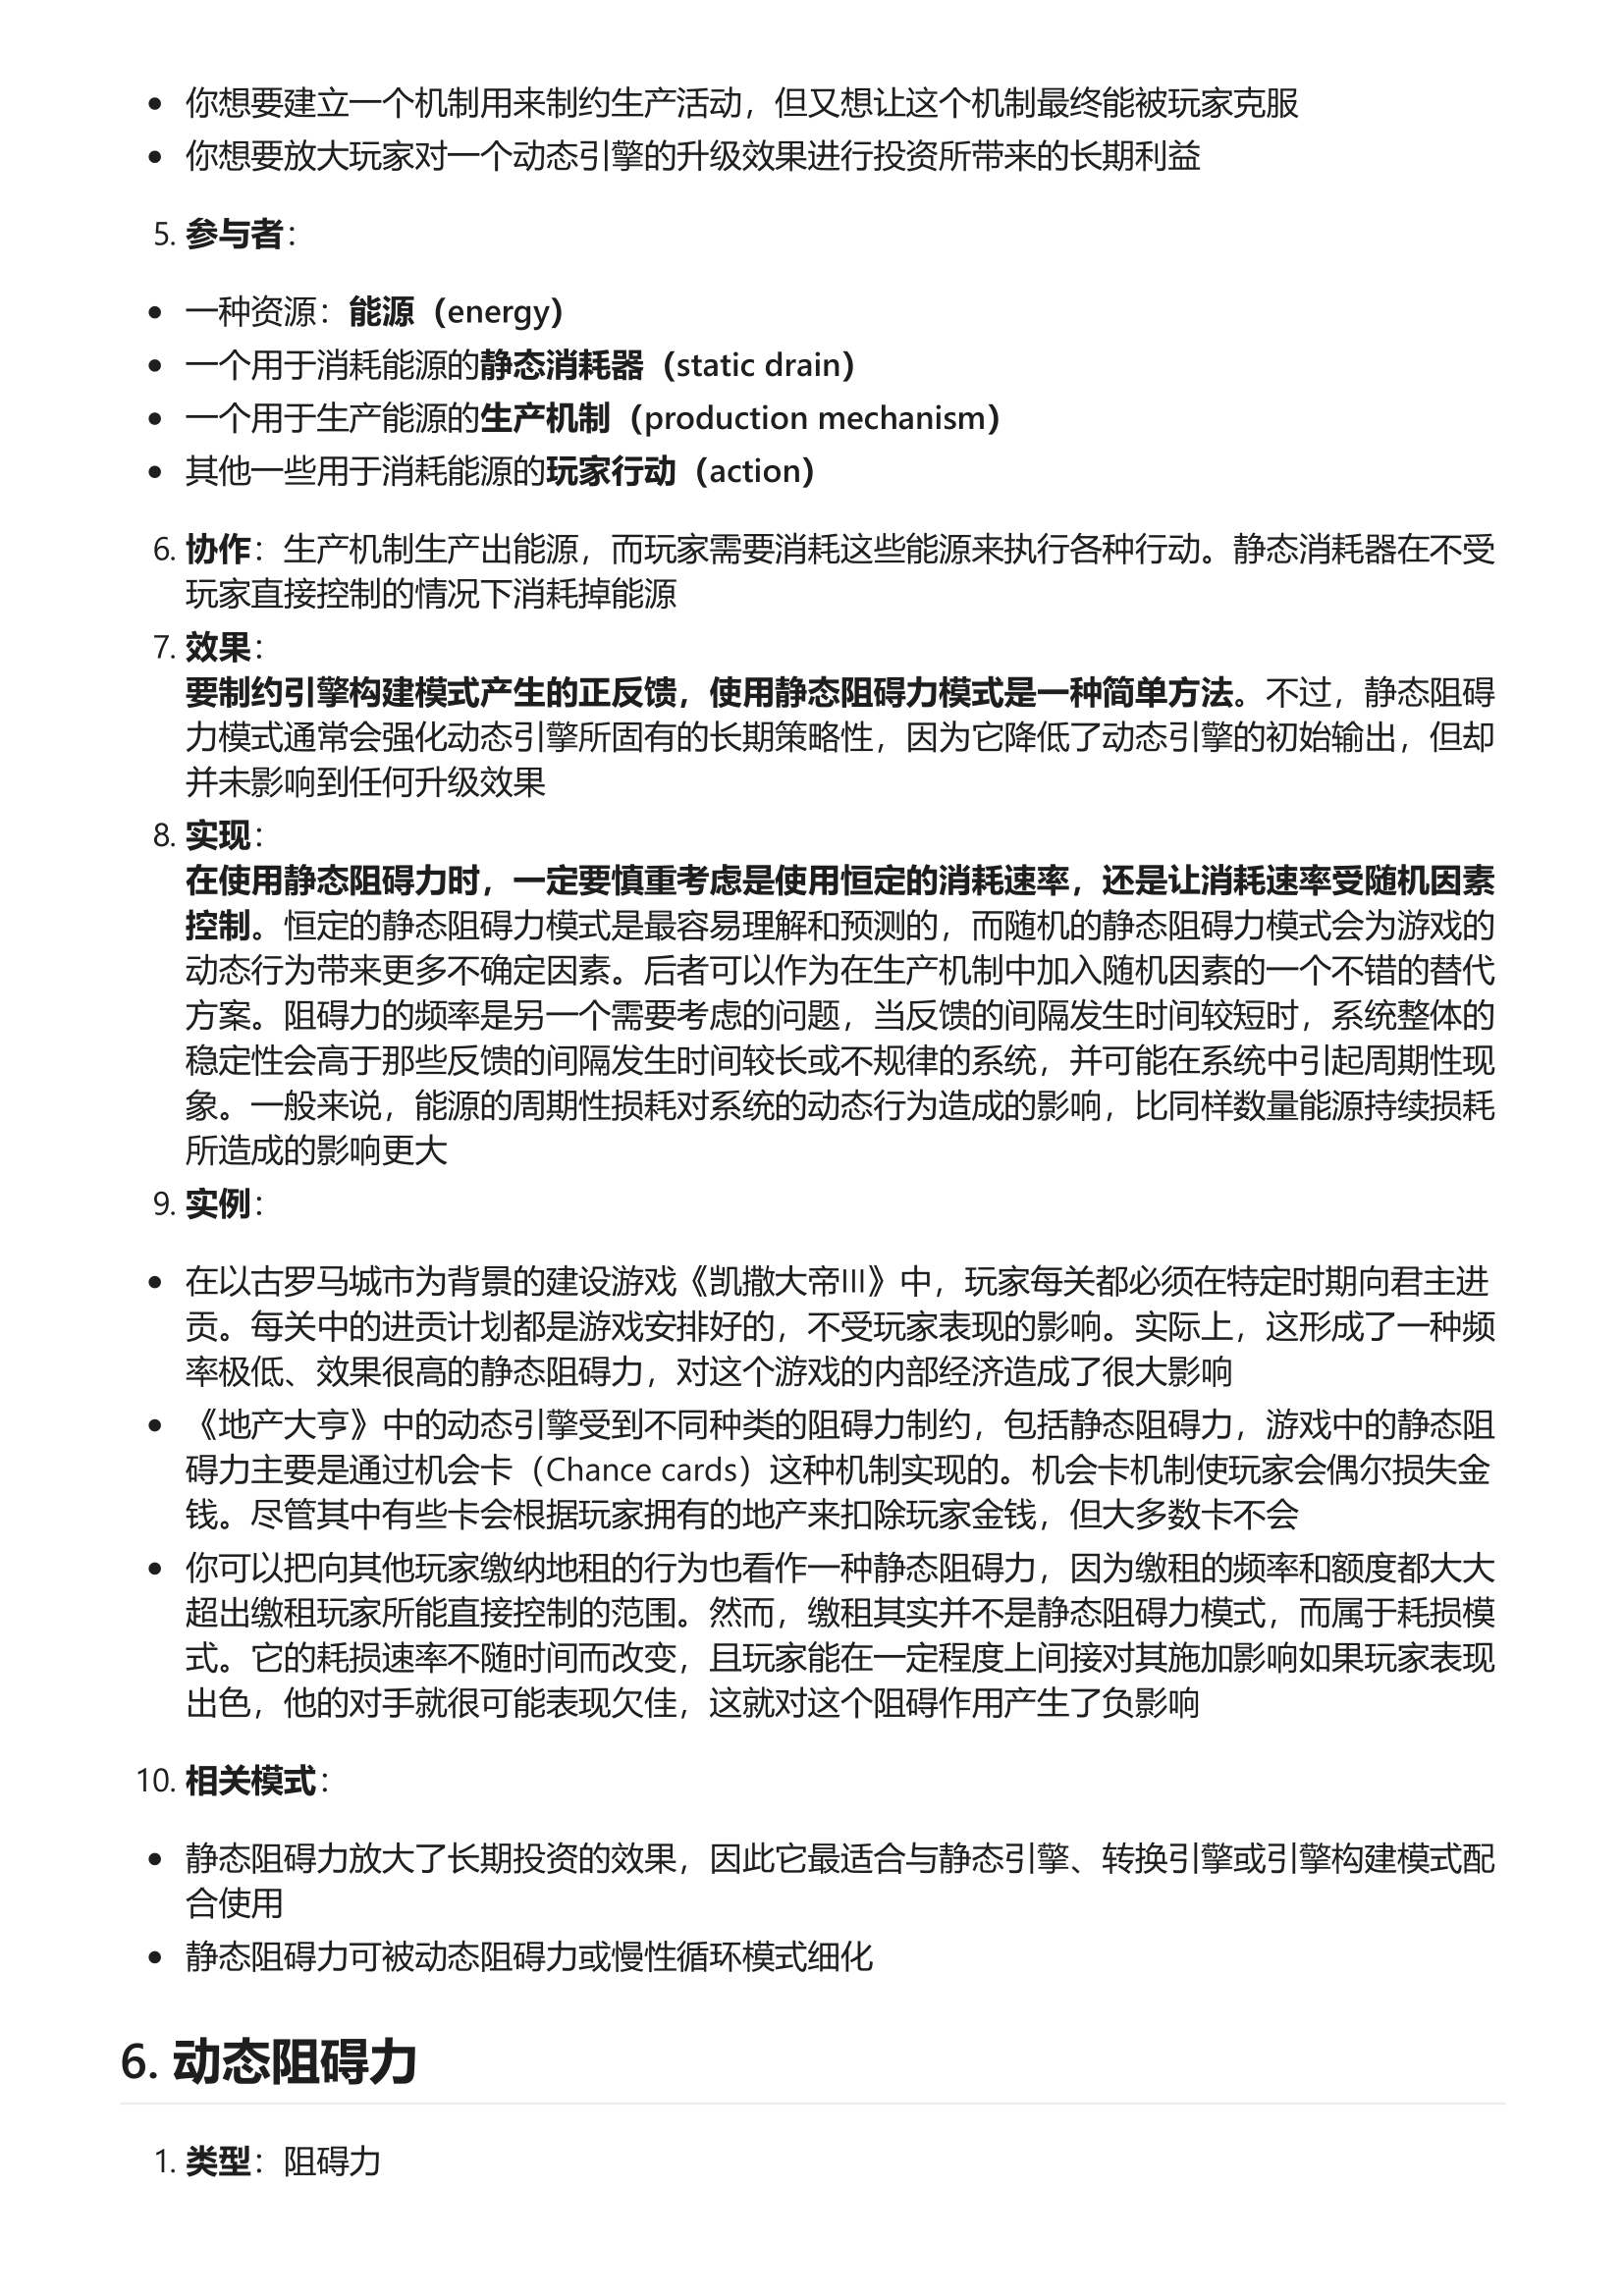 • 你想要建立一个机制用来制约生产活动，但又想让这个机制最终能被玩家克服
• 你想要放大玩家对一个动态引擎的升级效果进行投资所带来的长期利益
5. 参与者：
• 一种资源：能源（energy）
• 一个用于消耗能源的静态消耗器（static drain）
• 一个用于生产能源的生产机制（production mechanism）
• 其他一些用于消耗能源的玩家行动（action）
6. 协作：生产机制生产出能源，而玩家需要消耗这些能源来执行各种行动。静态消耗器在不受
玩家直接控制的情况下消耗掉能源
7. 效果：
要制约引擎构建模式产生的正反馈，使用静态阻碍力模式是一种简单方法。不过，静态阻碍
力模式通常会强化动态引擎所固有的长期策略性，因为它降低了动态引擎的初始输出，但却
并未影响到任何升级效果
8. 实现：
在使用静态阻碍力时，一定要慎重考虑是使用恒定的消耗速率，还是让消耗速率受随机因素
控制。恒定的静态阻碍力模式是最容易理解和预测的，而随机的静态阻碍力模式会为游戏的
动态行为带来更多不确定因素。后者可以作为在生产机制中加入随机因素的一个不错的替代
方案。阻碍力的频率是另一个需要考虑的问题，当反馈的间隔发生时间较短时，系统整体的
稳定性会高于那些反馈的间隔发生时间较长或不规律的系统，并可能在系统中引起周期性现
象。一般来说，能源的周期性损耗对系统的动态行为造成的影响，比同样数量能源持续损耗
所造成的影响更大
9. 实例：
• 在以古罗马城市为背景的建设游戏《凯撒大帝III》中，玩家每关都必须在特定时期向君主进
贡。每关中的进贡计划都是游戏安排好的，不受玩家表现的影响。实际上，这形成了一种频
率极低、效果很高的静态阻碍力，对这个游戏的内部经济造成了很大影响
• 《地产大亨》中的动态引擎受到不同种类的阻碍力制约，包括静态阻碍力，游戏中的静态阻
碍力主要是通过机会卡（Chance cards）这种机制实现的。机会卡机制使玩家会偶尔损失金
钱。尽管其中有些卡会根据玩家拥有的地产来扣除玩家金钱，但大多数卡不会
• 你可以把向其他玩家缴纳地租的行为也看作一种静态阻碍力，因为缴租的频率和额度都大大
超出缴租玩家所能直接控制的范围。然而，缴租其实并不是静态阻碍力模式，而属于耗损模
式。它的耗损速率不随时间而改变，且玩家能在一定程度上间接对其施加影响如果玩家表现
出色，他的对手就很可能表现欠佳，这就对这个阻碍作用产生了负影响
10. 相关模式：
• 静态阻碍力放大了长期投资的效果，因此它最适合与静态引擎、转换引擎或引擎构建模式配
合使用
• 静态阻碍力可被动态阻碍力或慢性循环模式细化
6. 动态阻碍力
1. 类型：阻碍力